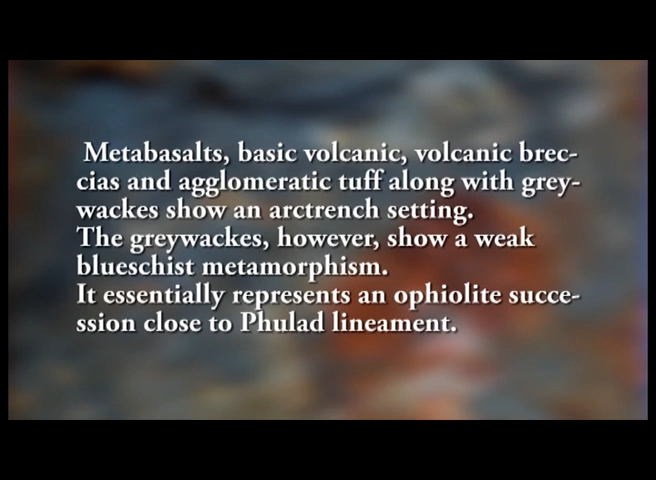 Metabasalts, basic volcanic, volcanic brec-
cias and agglomeratic tuff along with grey-
wackes show an arctrench setting.
The greywackes, however, show a weak
blueschist metamorphism.
It essentially represents an ophiolite succe-
ssion close to Phulad lineament.